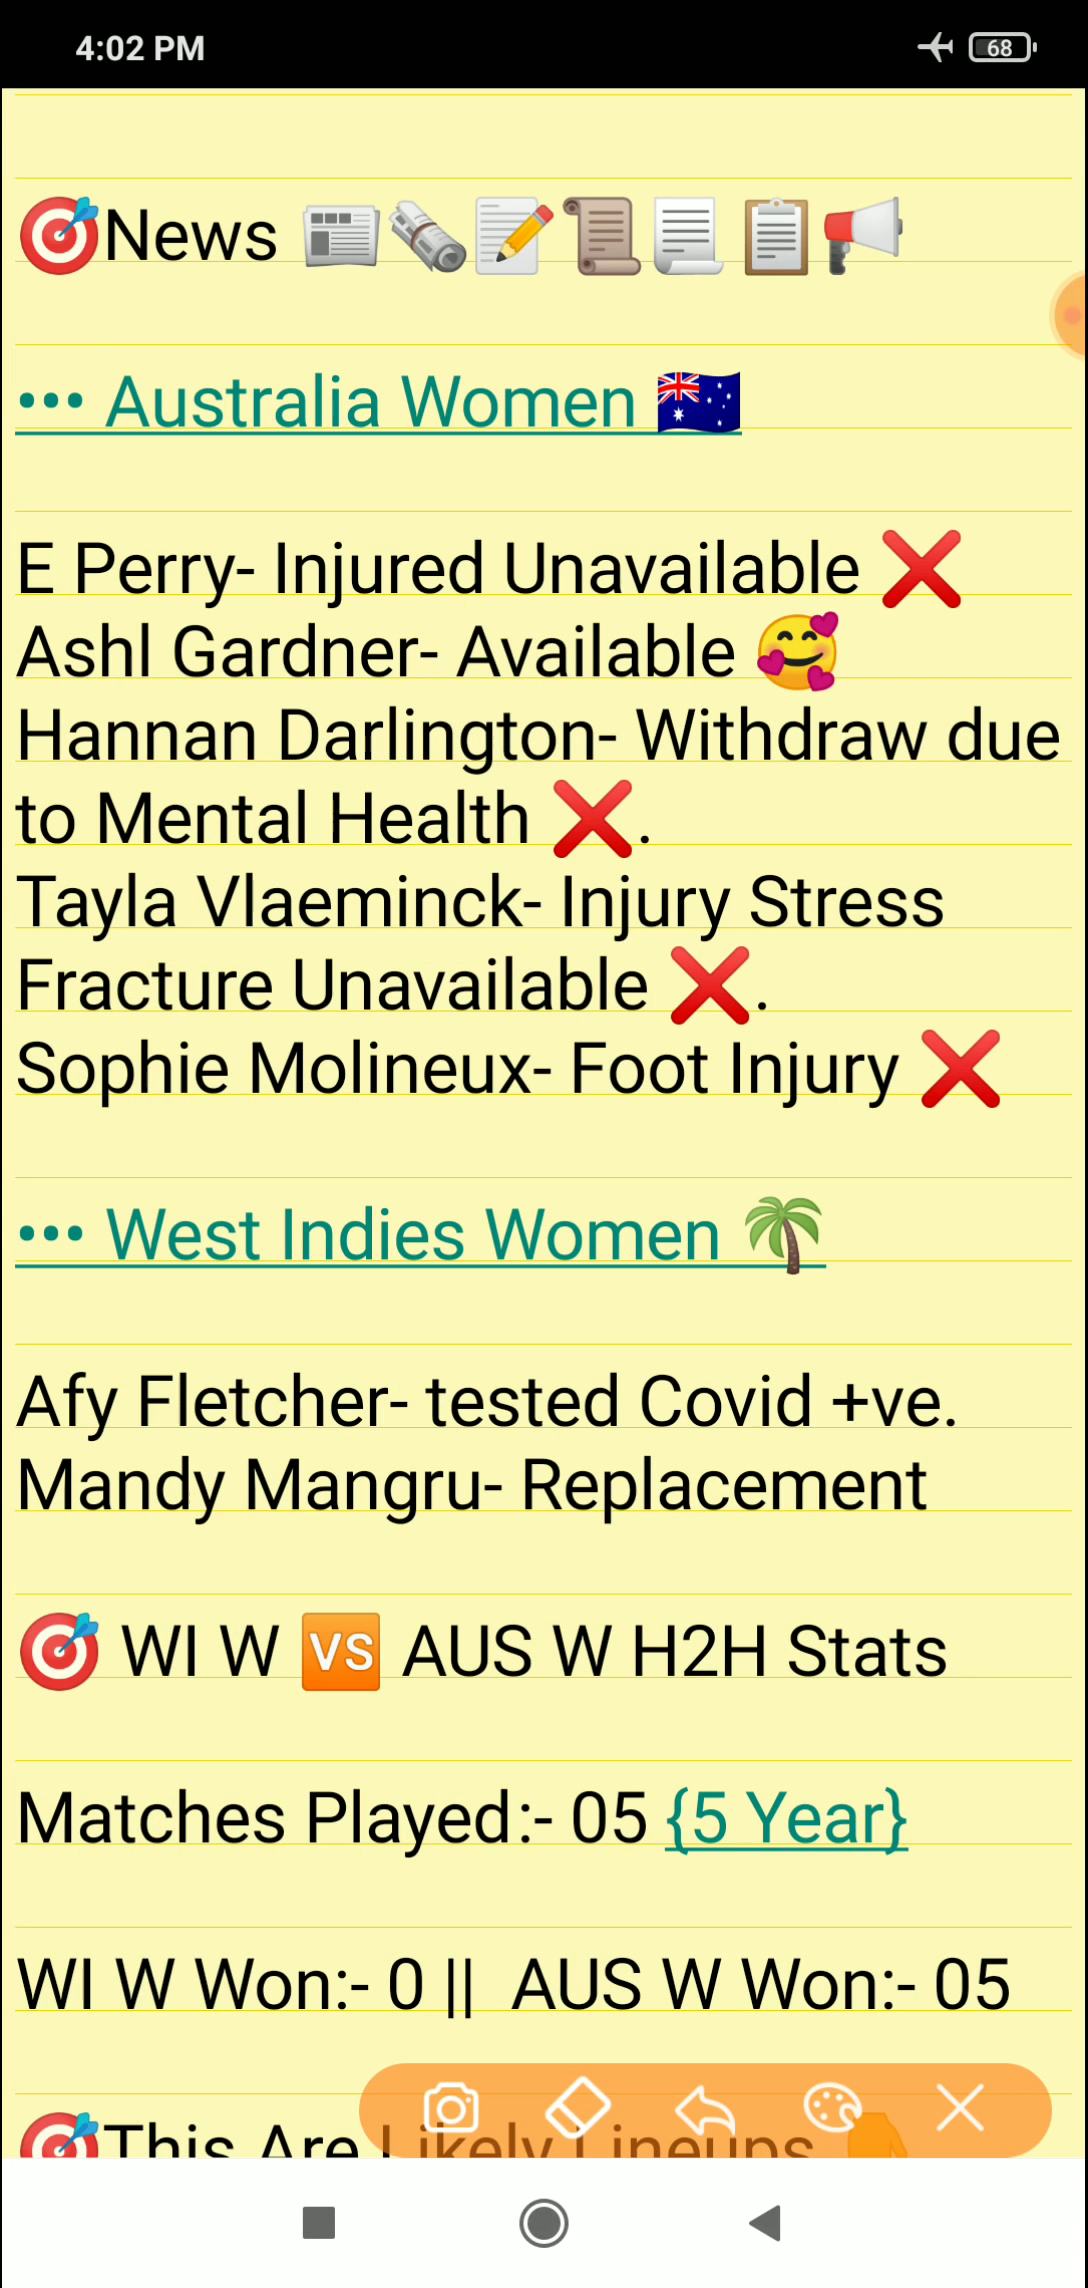 4:02 PM 68
🎯News 📰🗞📝📜📃📋📢
••• Australia Women 🇦🇺
E Perry- Injured Unavailable ❌
Ashl Gardner- Available 🥰
Hannan Darlington- Withdraw due
to Mental Health ❌.
Tayla Vlaeminck- Injury Stress
Fracture Unavailable ❌.
Sophie Molineux- Foot Injury ❌
••• West Indies Women 🌴
Afy Fletcher- tested Covid +ve.
Mandy Mangru- Replacement
🎯 WI W 🆚 AUS W H2H Stats
Matches Played:- 05 {5 Year}
WI W Won:- 0 || AUS W Won:- 05
🎯This Are Likely Lineups 👇